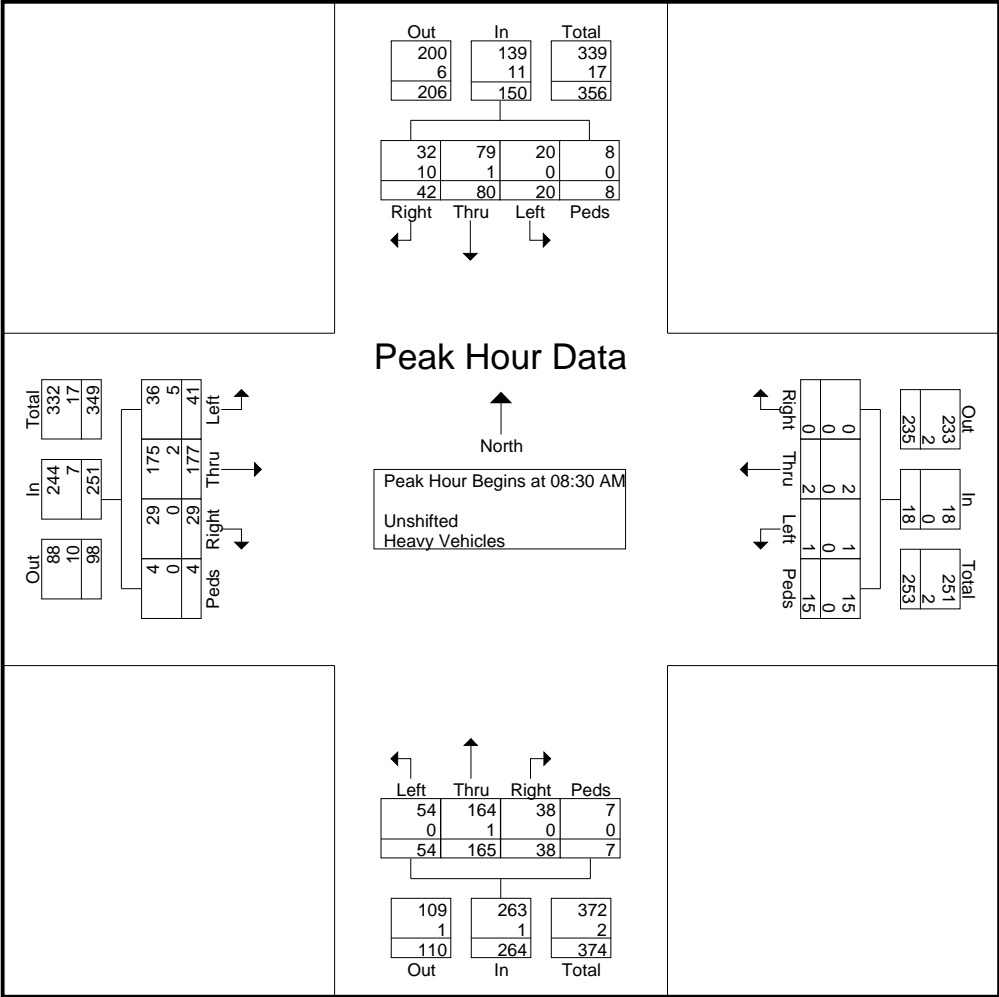 Out In Total
200 139 339
6 11 17
206 150 356
32 79 20 8
10 1 0 0
42 80 20 8
Right Thru Left Peds
Peak Hour Data
North
Peak Hour Begins at 08:30 AM
Unshifted
Heavy Vehicles
Total
332
17
349
In
244
7
251
Out
88
10
98
36
5
41
Left
175
2
177
Thru
29
0
29
Right
4
0
4
Peds
Right
0
0
0
Thru
2
0
2
Left
1
0
1
Peds
15
0
15
Out
233
2
235
In
18
0
18
Total
251
2
253
Left Thru Right Peds
54 164 38 7
0 1 0 0
54 165 38 7
109 263 372
1 1 2
110 264 374
Out In Total